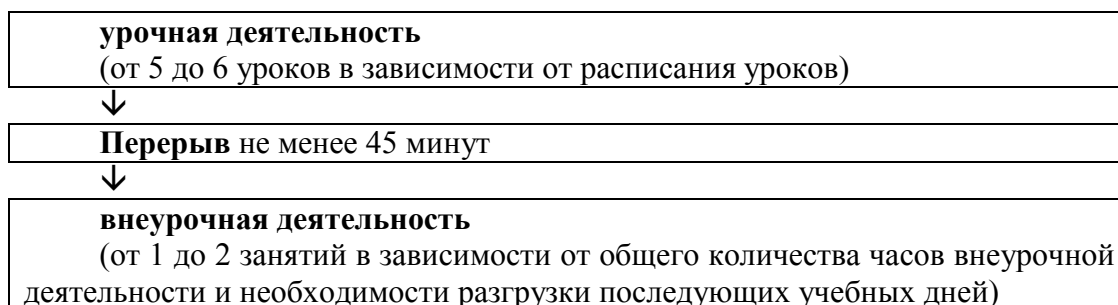 урочная деятельность
(от 5 до 6 уроков в зависимости от расписания уроков)
↓
Перерыв не менее 45 минут
↓
внеурочная деятельность
(от 1 до 2 занятий в зависимости от общего количества часов внеурочной
деятельности и необходимости разгрузки последующих учебных дней)